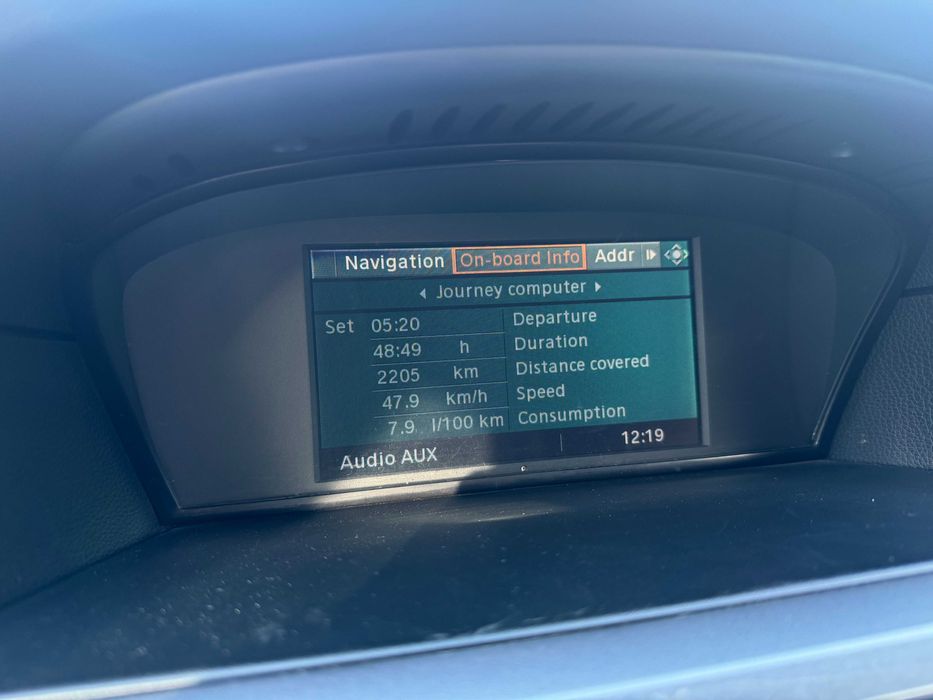 Navigation On-board Info Addr
Journey computer
Set 05:20 Departure
48:49 h Duration
2205 km Distance covered
47.9 km/h Speed
7.9 l/100 km Consumption
Audio AUX 12:19